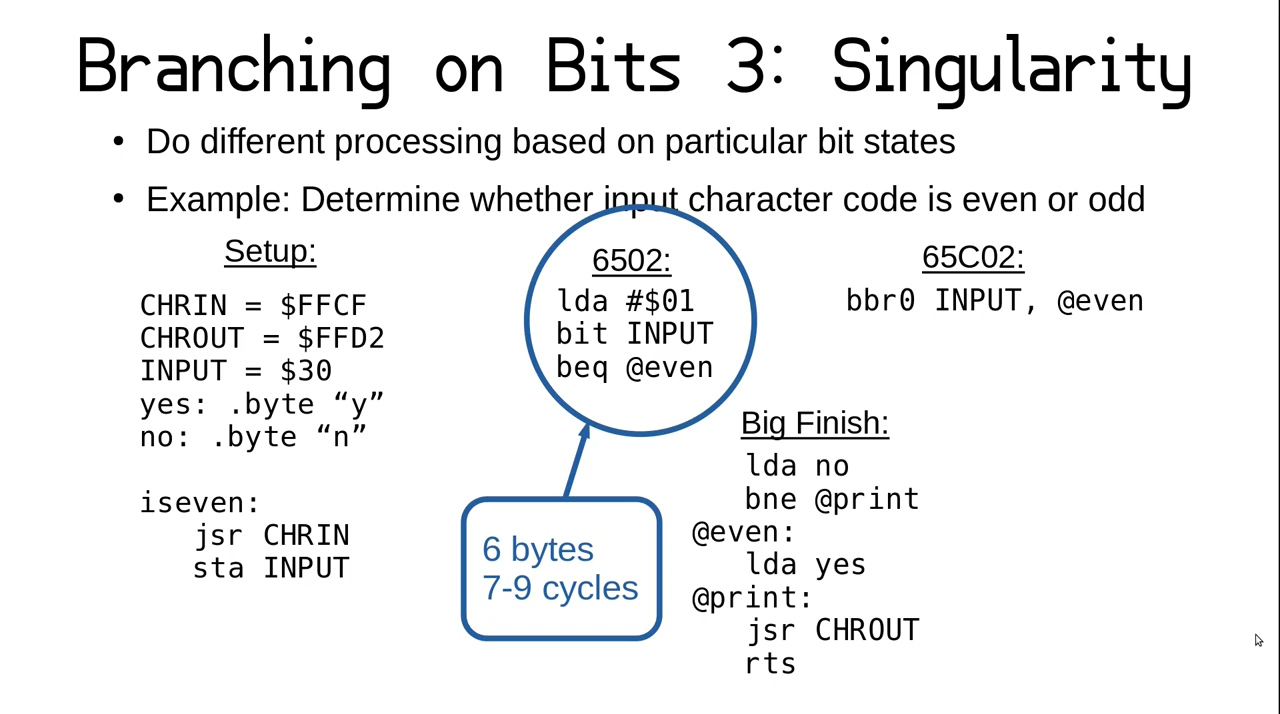 Branching on Bits 3: Singularity
• Do different processing based on particular bit states
• Example: Determine whether input character code is even or odd
Setup:
CHRIN = $FFCF
CHROUT = $FFD2
INPUT = $30
yes: .byte “y”
no: .byte “n”
iseven:
jsr CHRIN
sta INPUT
6502:
lda #$01
bit INPUT
beq @even
6 bytes
7-9 cycles
65C02:
bbr0 INPUT, @even
Big Finish:
lda no
bne @print
@even:
lda yes
@print:
jsr CHROUT
rts